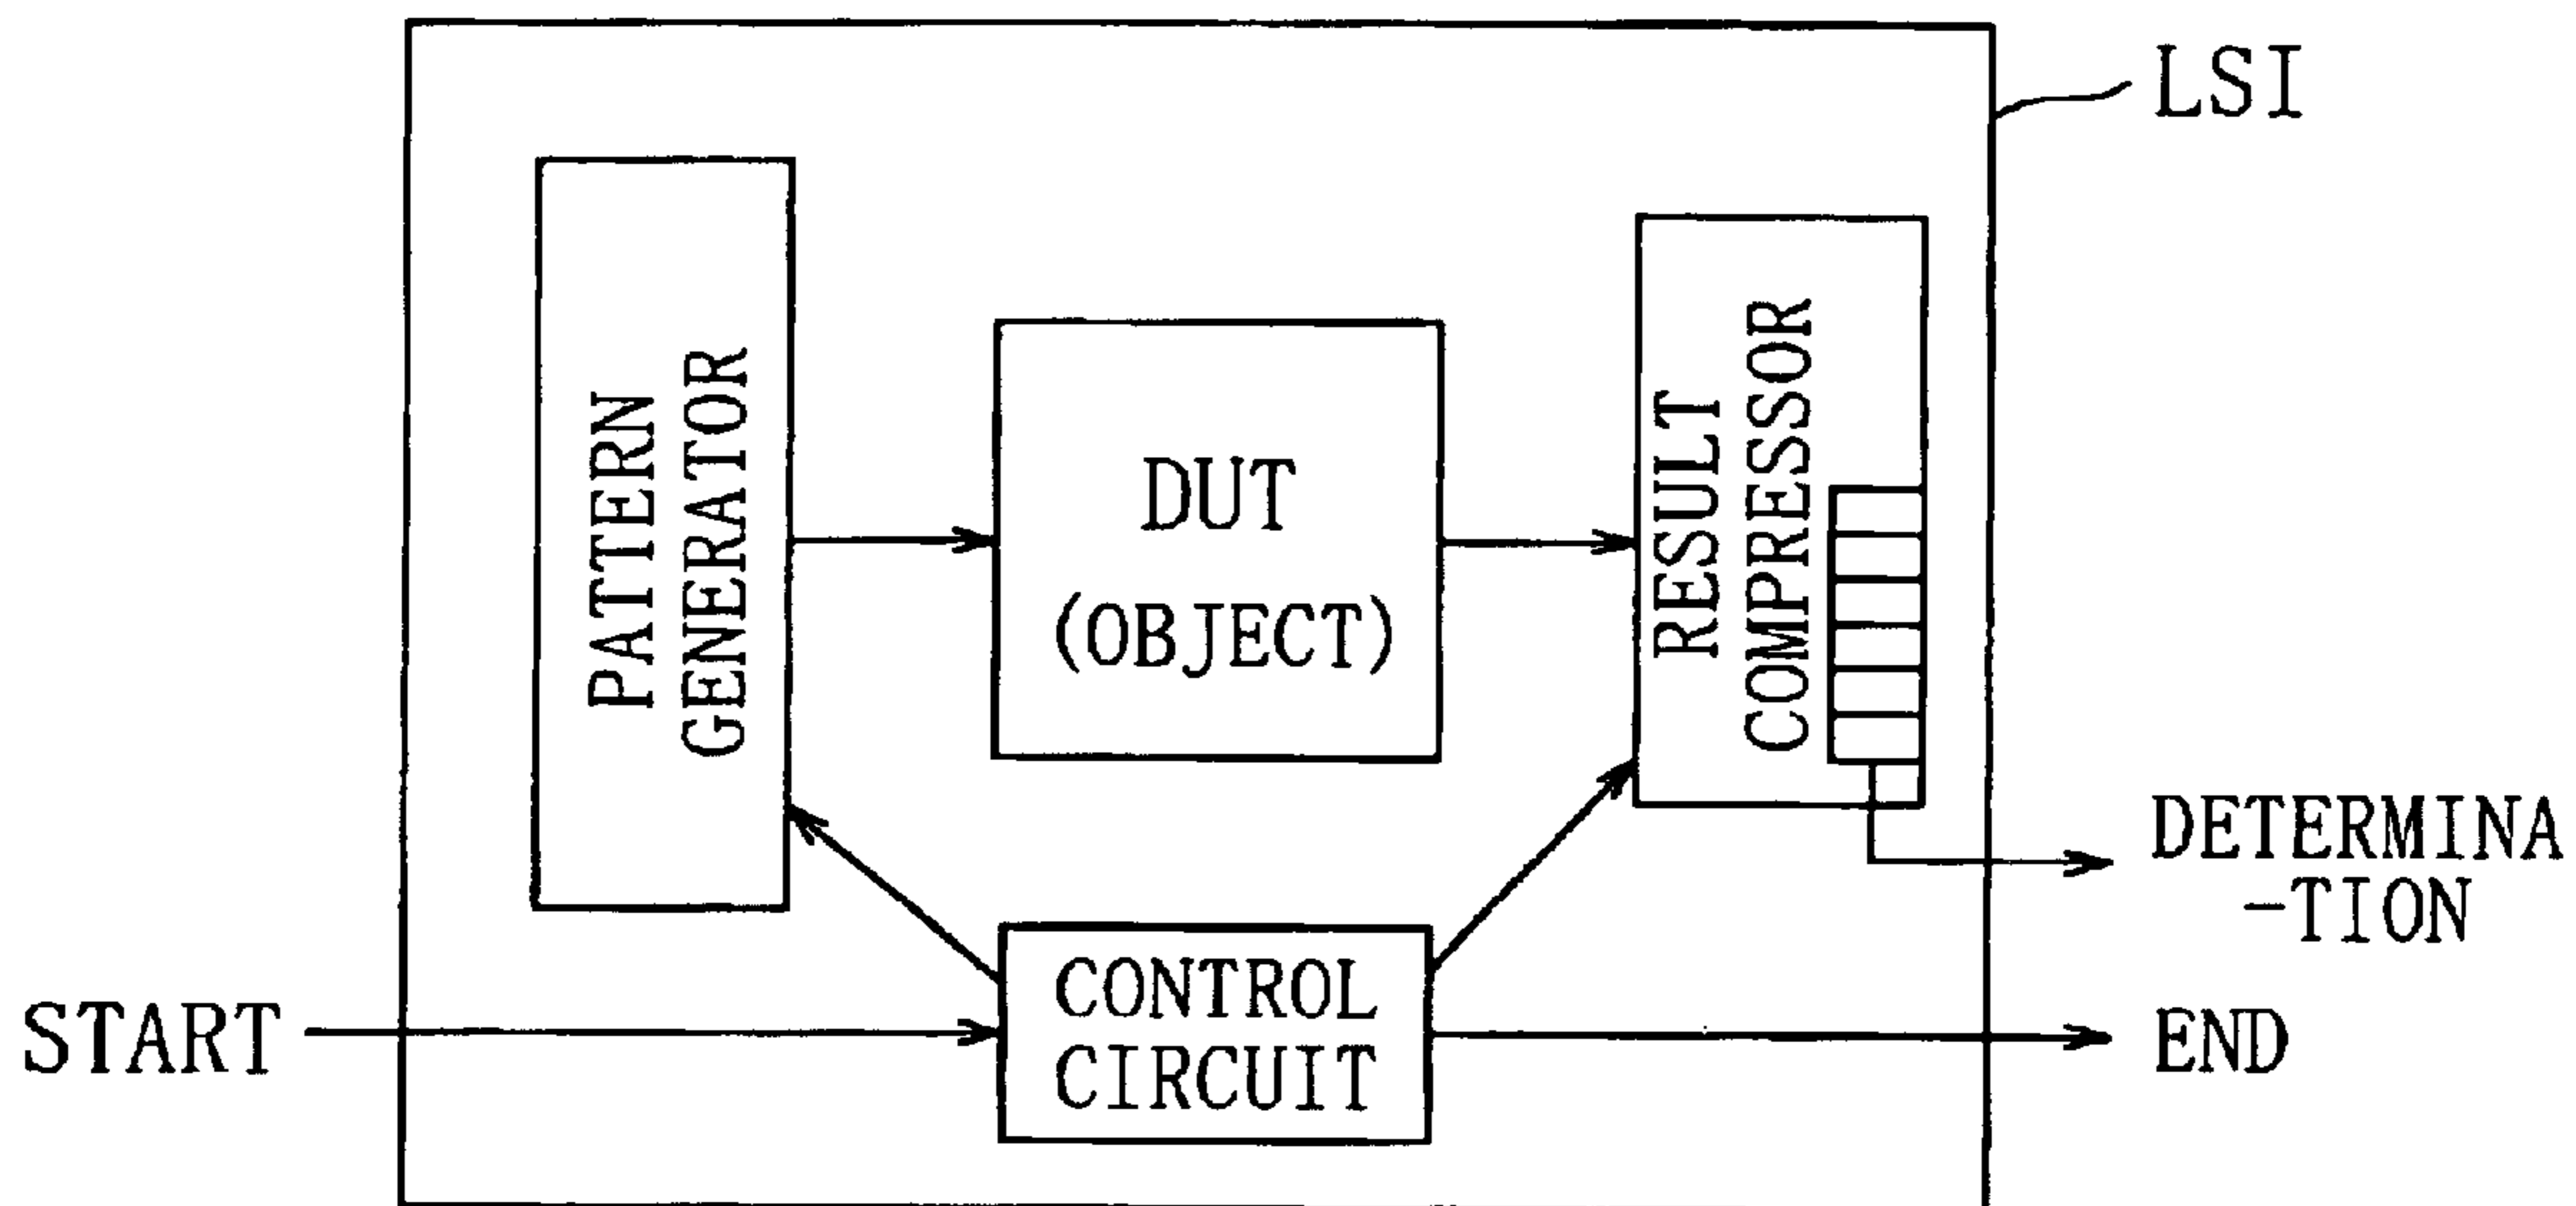 LSI
PATTERN
GENERATOR
DUT
(OBJECT)
RESULT
COMPRESSOR
DETERMINA
-TION
START
CONTROL
CIRCUIT
END